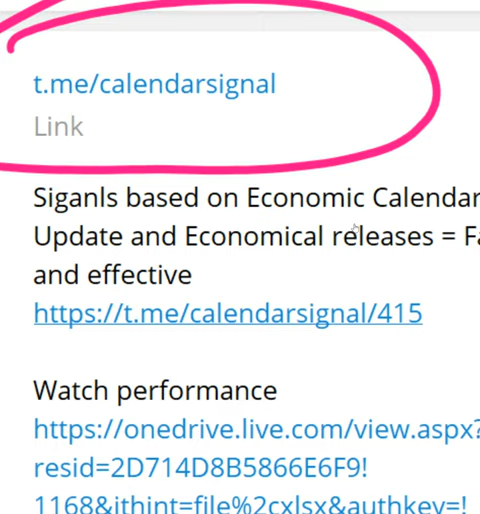 t.me/calendarsignal
Link
Siganls based on Economic Calendar
Update and Economical releases =
and effective
https://t.me/calendarsignal/415
Watch performance
https://onedrive.live.com/view.aspx?
resid=2D714D8B5866E6F9!
1168&ithint=file%2cxlsx&authkey=!